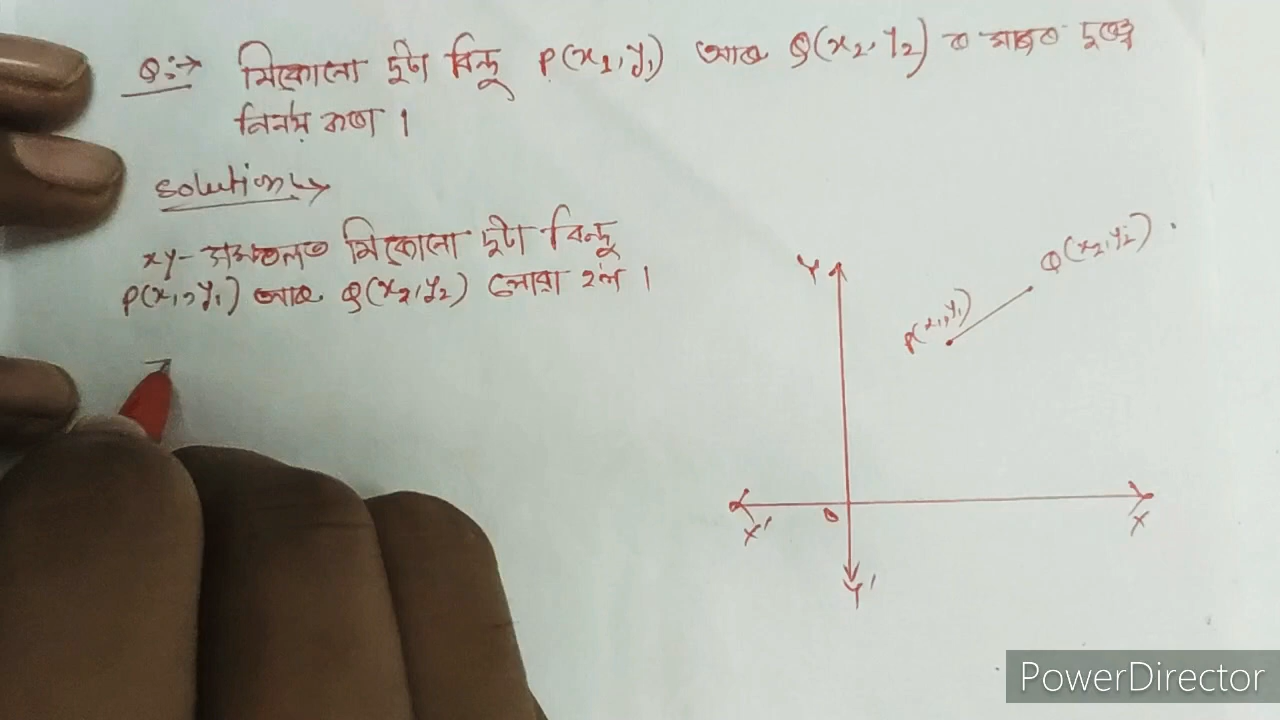 Q:→ যিকোনো দুটা বিন্দু P(x₁, y₁) আৰু Q(x₂, y₂) ৰ মাজৰ দূৰত্ব
নিৰ্ণয় কৰা।
Solution:→
xy-সমতলত যিকোনো দুটা বিন্দু
P(x₁, y₁) আৰু Q(x₂, y₂) লোৱা হ'ল।
Y
Q(x₂, y₂)
P(x₁, y₁)
X'
O
X
Y'
PowerDirector